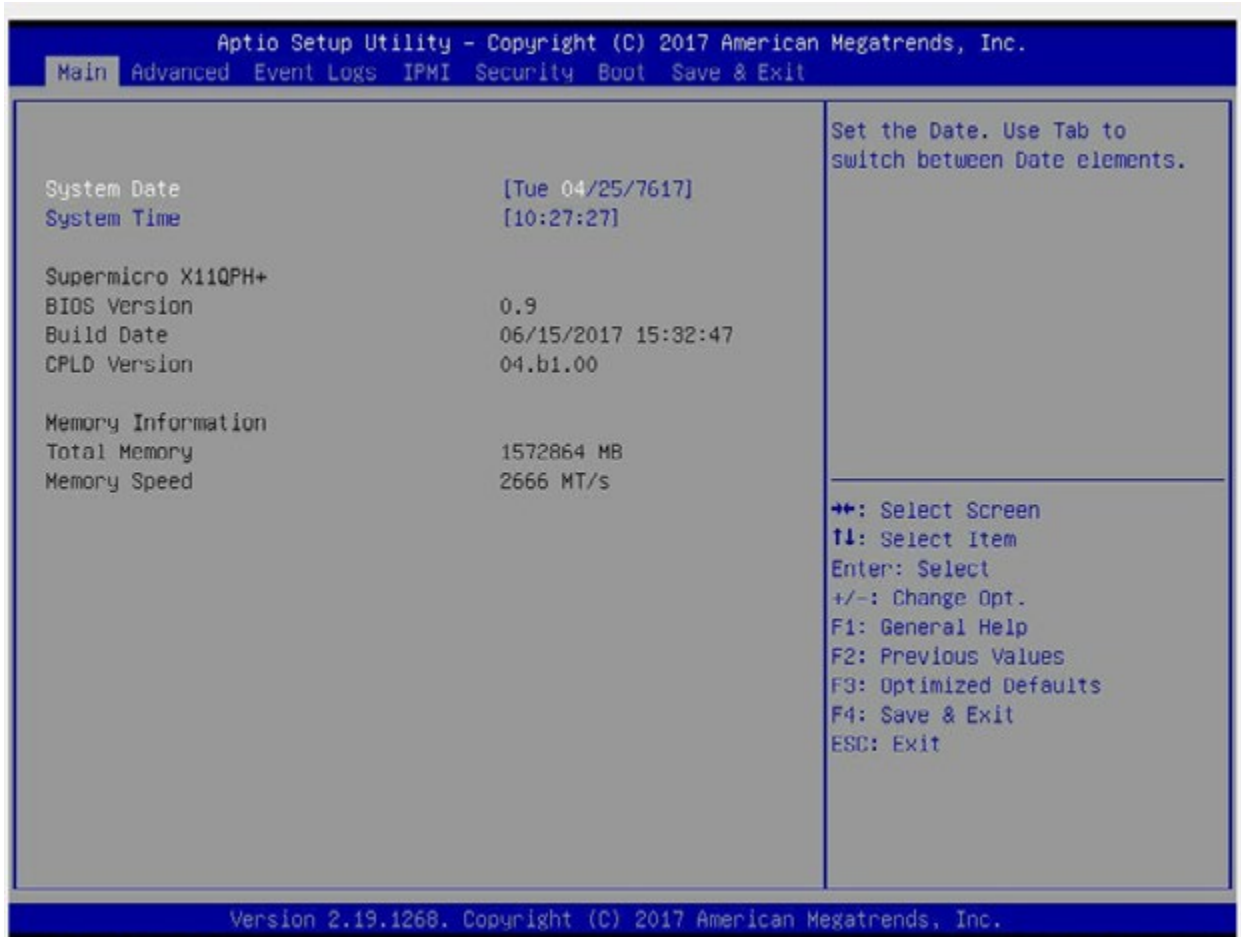 Aptio Setup Utility – Copyright (C) 2017 American Megatrends, Inc.
Main Advanced Event Logs IPMI Security Boot Save & Exit
Set the Date. Use Tab to
switch between Date elements.
System Date [Tue 04/25/7617]
System Time [10:27:27]
Supermicro X11QPH+
BIOS Version 0.9
Build Date 06/15/2017 15:32:47
CPLD Version 04.b1.00
Memory Information
Total Memory 1572864 MB
Memory Speed 2666 MT/s
→←: Select Screen
↑↓: Select Item
Enter: Select
+/-: Change Opt.
F1: General Help
F2: Previous Values
F3: Optimized Defaults
F4: Save & Exit
ESC: Exit
Version 2.19.1268. Copyright (C) 2017 American Megatrends, Inc.